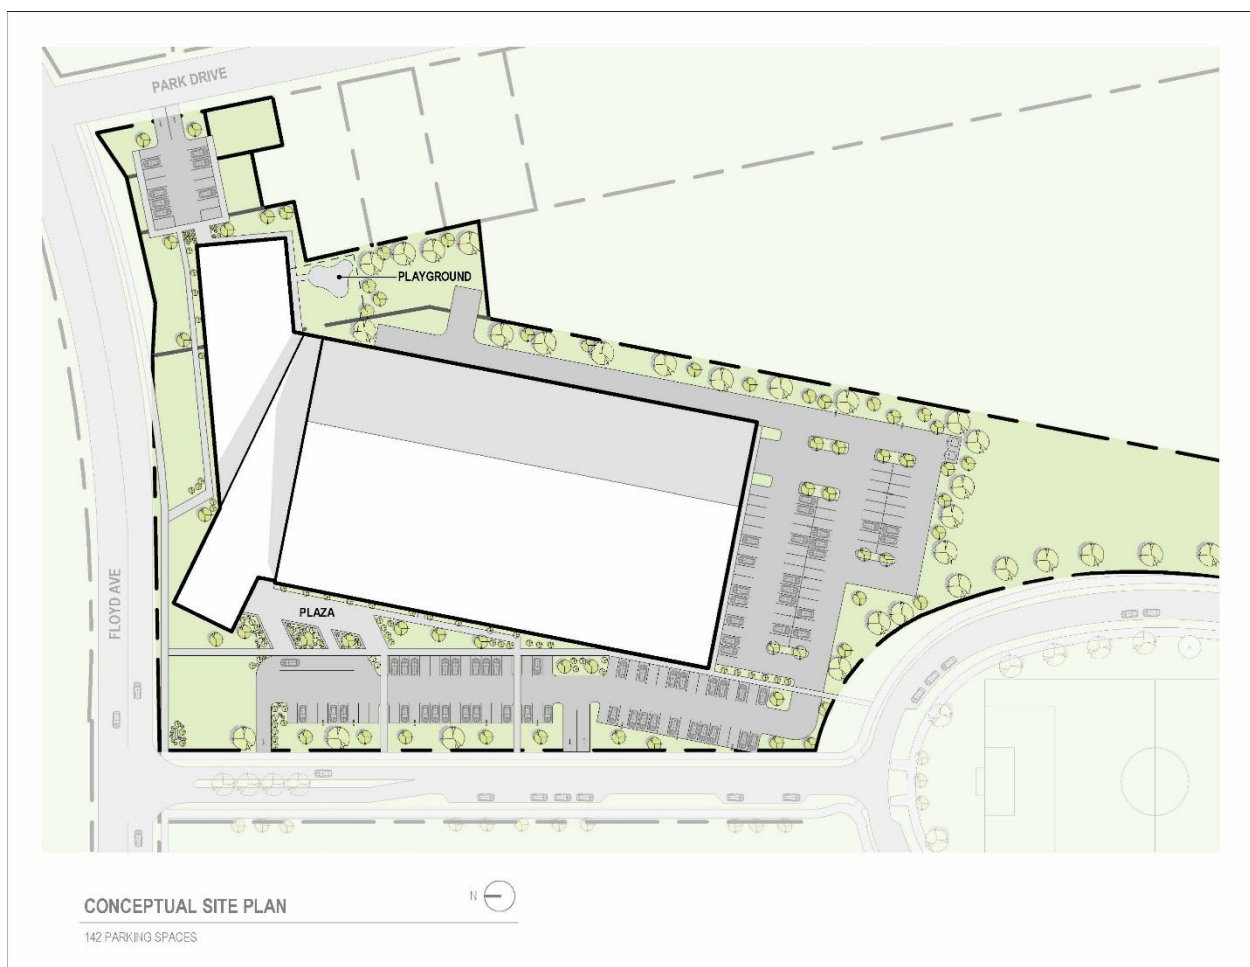 PARK DRIVE
PLAYGROUND
FLOYD AVE
PLAZA
CONCEPTUAL SITE PLAN
N
142 PARKING SPACES